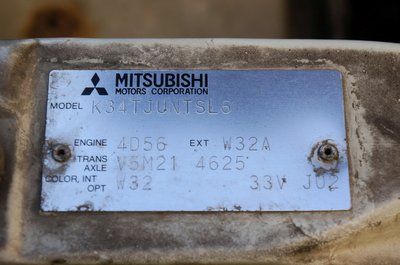 MITSUBISHI
MOTORS CORPORATION
MODEL K34TJUNTSL6
ENGINE 4D56 EXT W32A
TRANS AXLE V5M21 4625
COLOR, INT OPT W32 33V J02